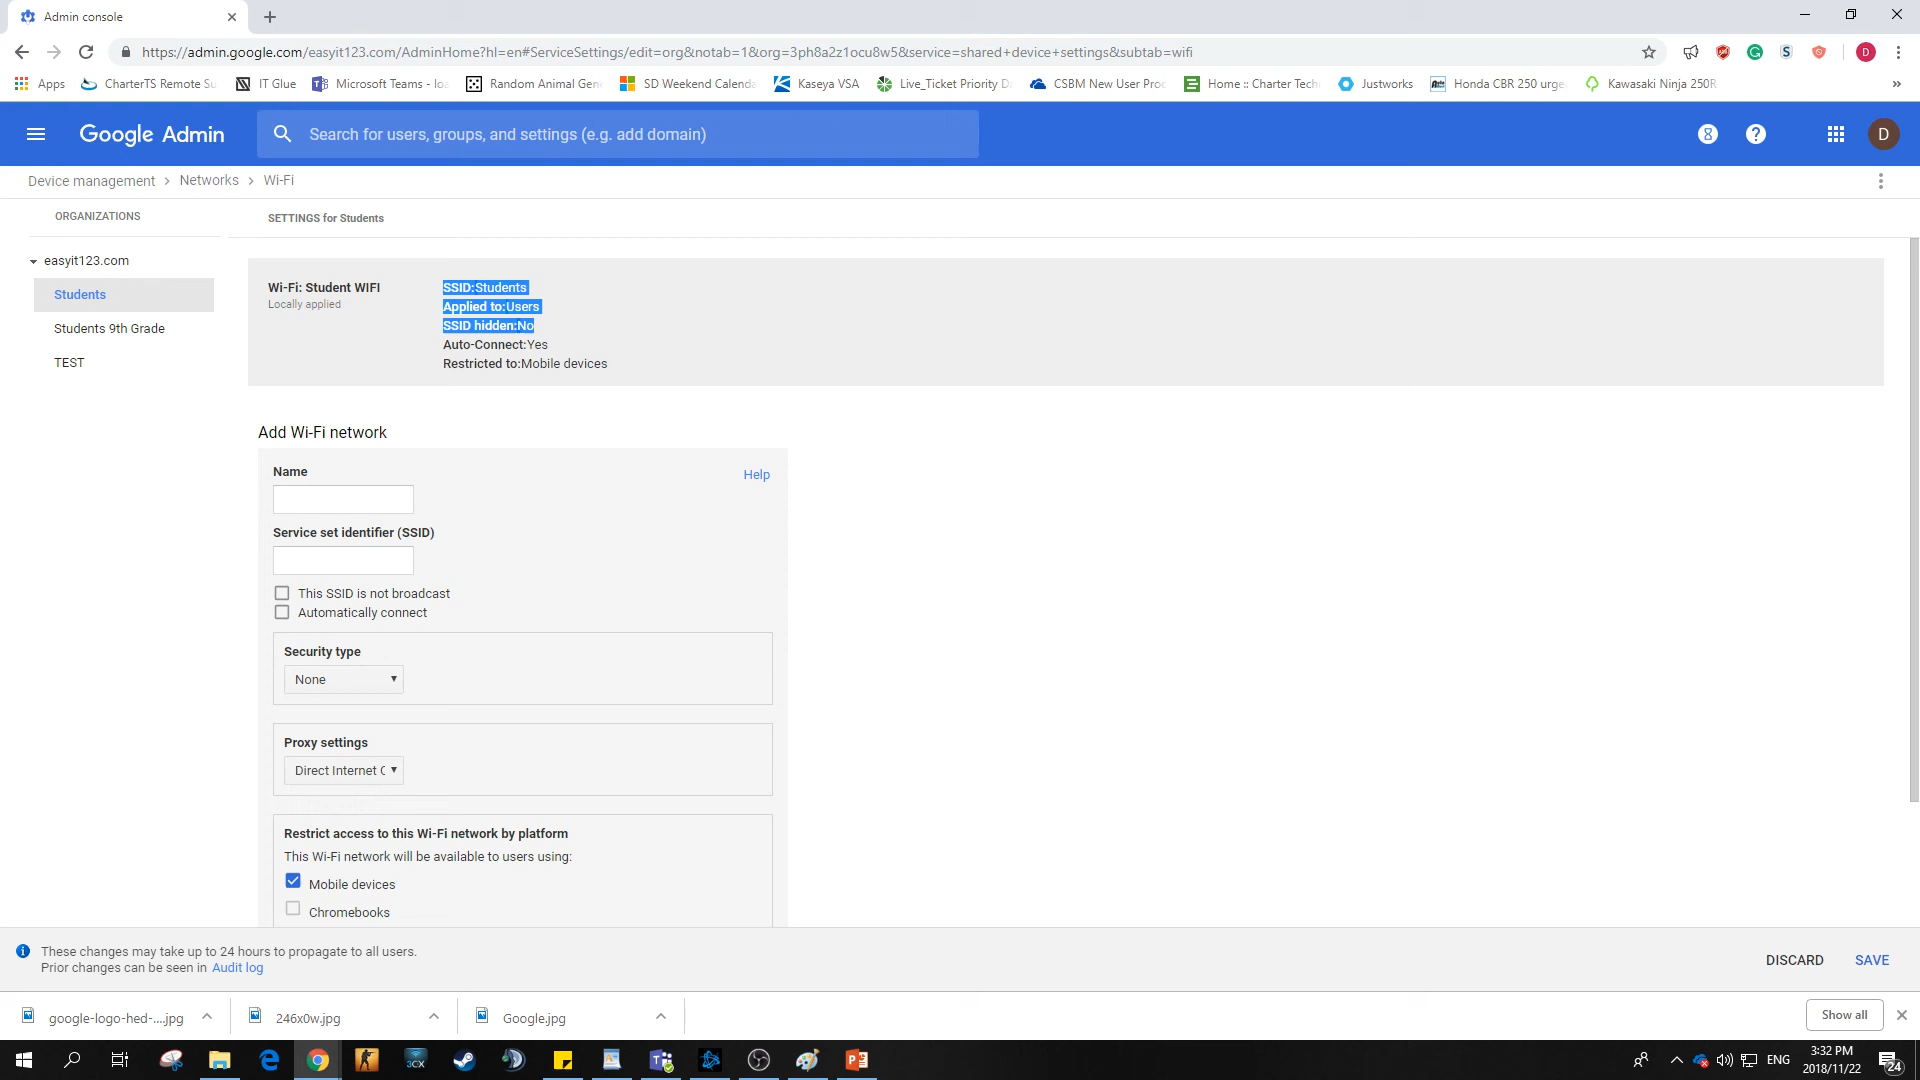 Admin console
https://admin.google.com/easyit123.com/AdminHome?hl=en#ServiceSettings/edit=org&notab=1&org=3ph8a2z1ocu8w5&service=shared+device+settings&subtab=wifi
D
Apps
CharterTS Remote Su
IT Glue
Microsoft Teams - loa
Random Animal Gene
SD Weekend Calenda
Kaseya VSA
Live_Ticket Priority Da
CSBM New User Proc
Home :: Charter Tech
Justworks
Honda CBR 250 urge
Kawasaki Ninja 250R
»
Google Admin
Search for users, groups, and settings (e.g. add domain)
D
Device management > Networks > Wi-Fi
ORGANIZATIONS
SETTINGS for Students
easyit123.com
Students
Students 9th Grade
TEST
Wi-Fi: Student WIFI
Locally applied
SSID:Students
Applied to:Users
SSID hidden:No
Auto-Connect:Yes
Restricted to:Mobile devices
Add Wi-Fi network
Name
Help
Service set identifier (SSID)
This SSID is not broadcast
Automatically connect
Security type
None
Proxy settings
Direct Internet C
Restrict access to this Wi-Fi network by platform
This Wi-Fi network will be available to users using:
Mobile devices
Chromebooks
These changes may take up to 24 hours to propagate to all users.
Prior changes can be seen in Audit log
DISCARD
SAVE
google-logo-hed-....jpg
246x0w.jpg
Google.jpg
Show all
3CX
ENG
3:32 PM
2018/11/22
24